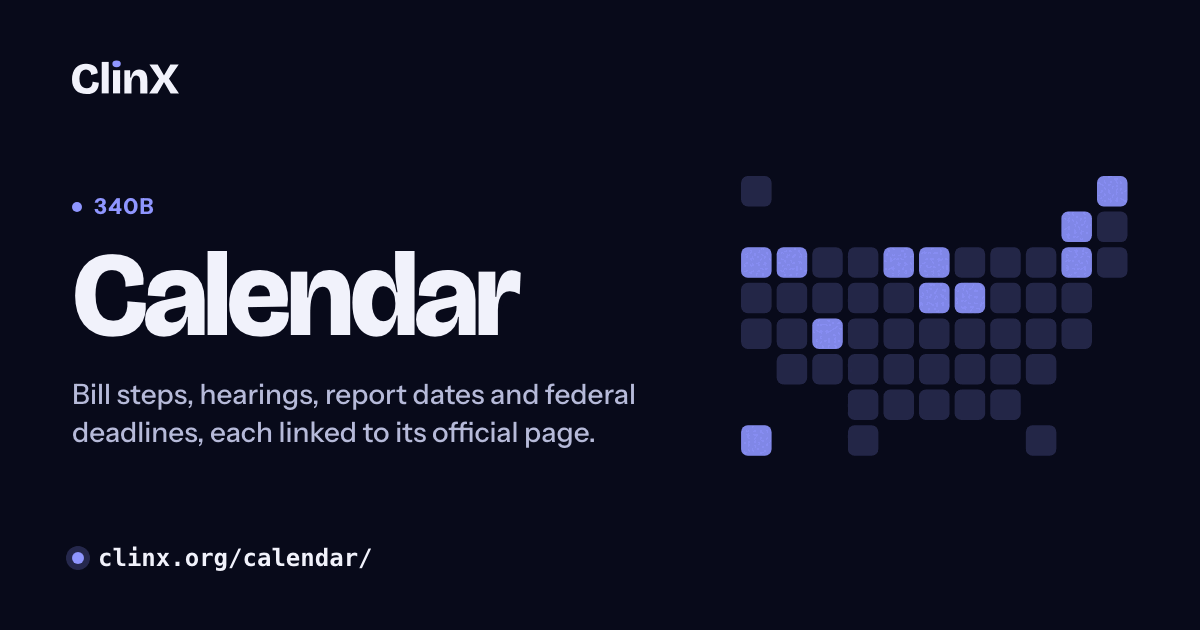 ClinX
340B
Calendar
Bill steps, hearings, report dates and federal
deadlines, each linked to its official page.
clinx.org/calendar/